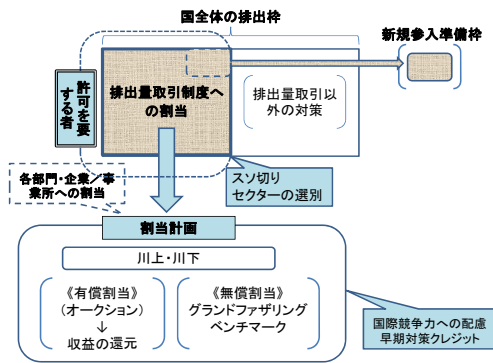 国全体の排出枠
新規参入準備枠
許可を要
する者
排出量取引制度へ
の割当
排出量取引以
外の対策
スソ切り
セクターの選別
各部門・企業／事
業所への割当
割当計画
川上・川下
《有償割当》
(オークション)
↓
収益の還元
《無償割当》
グランドファザリング
ベンチマーク
国際競争力への配慮
早期対策クレジット